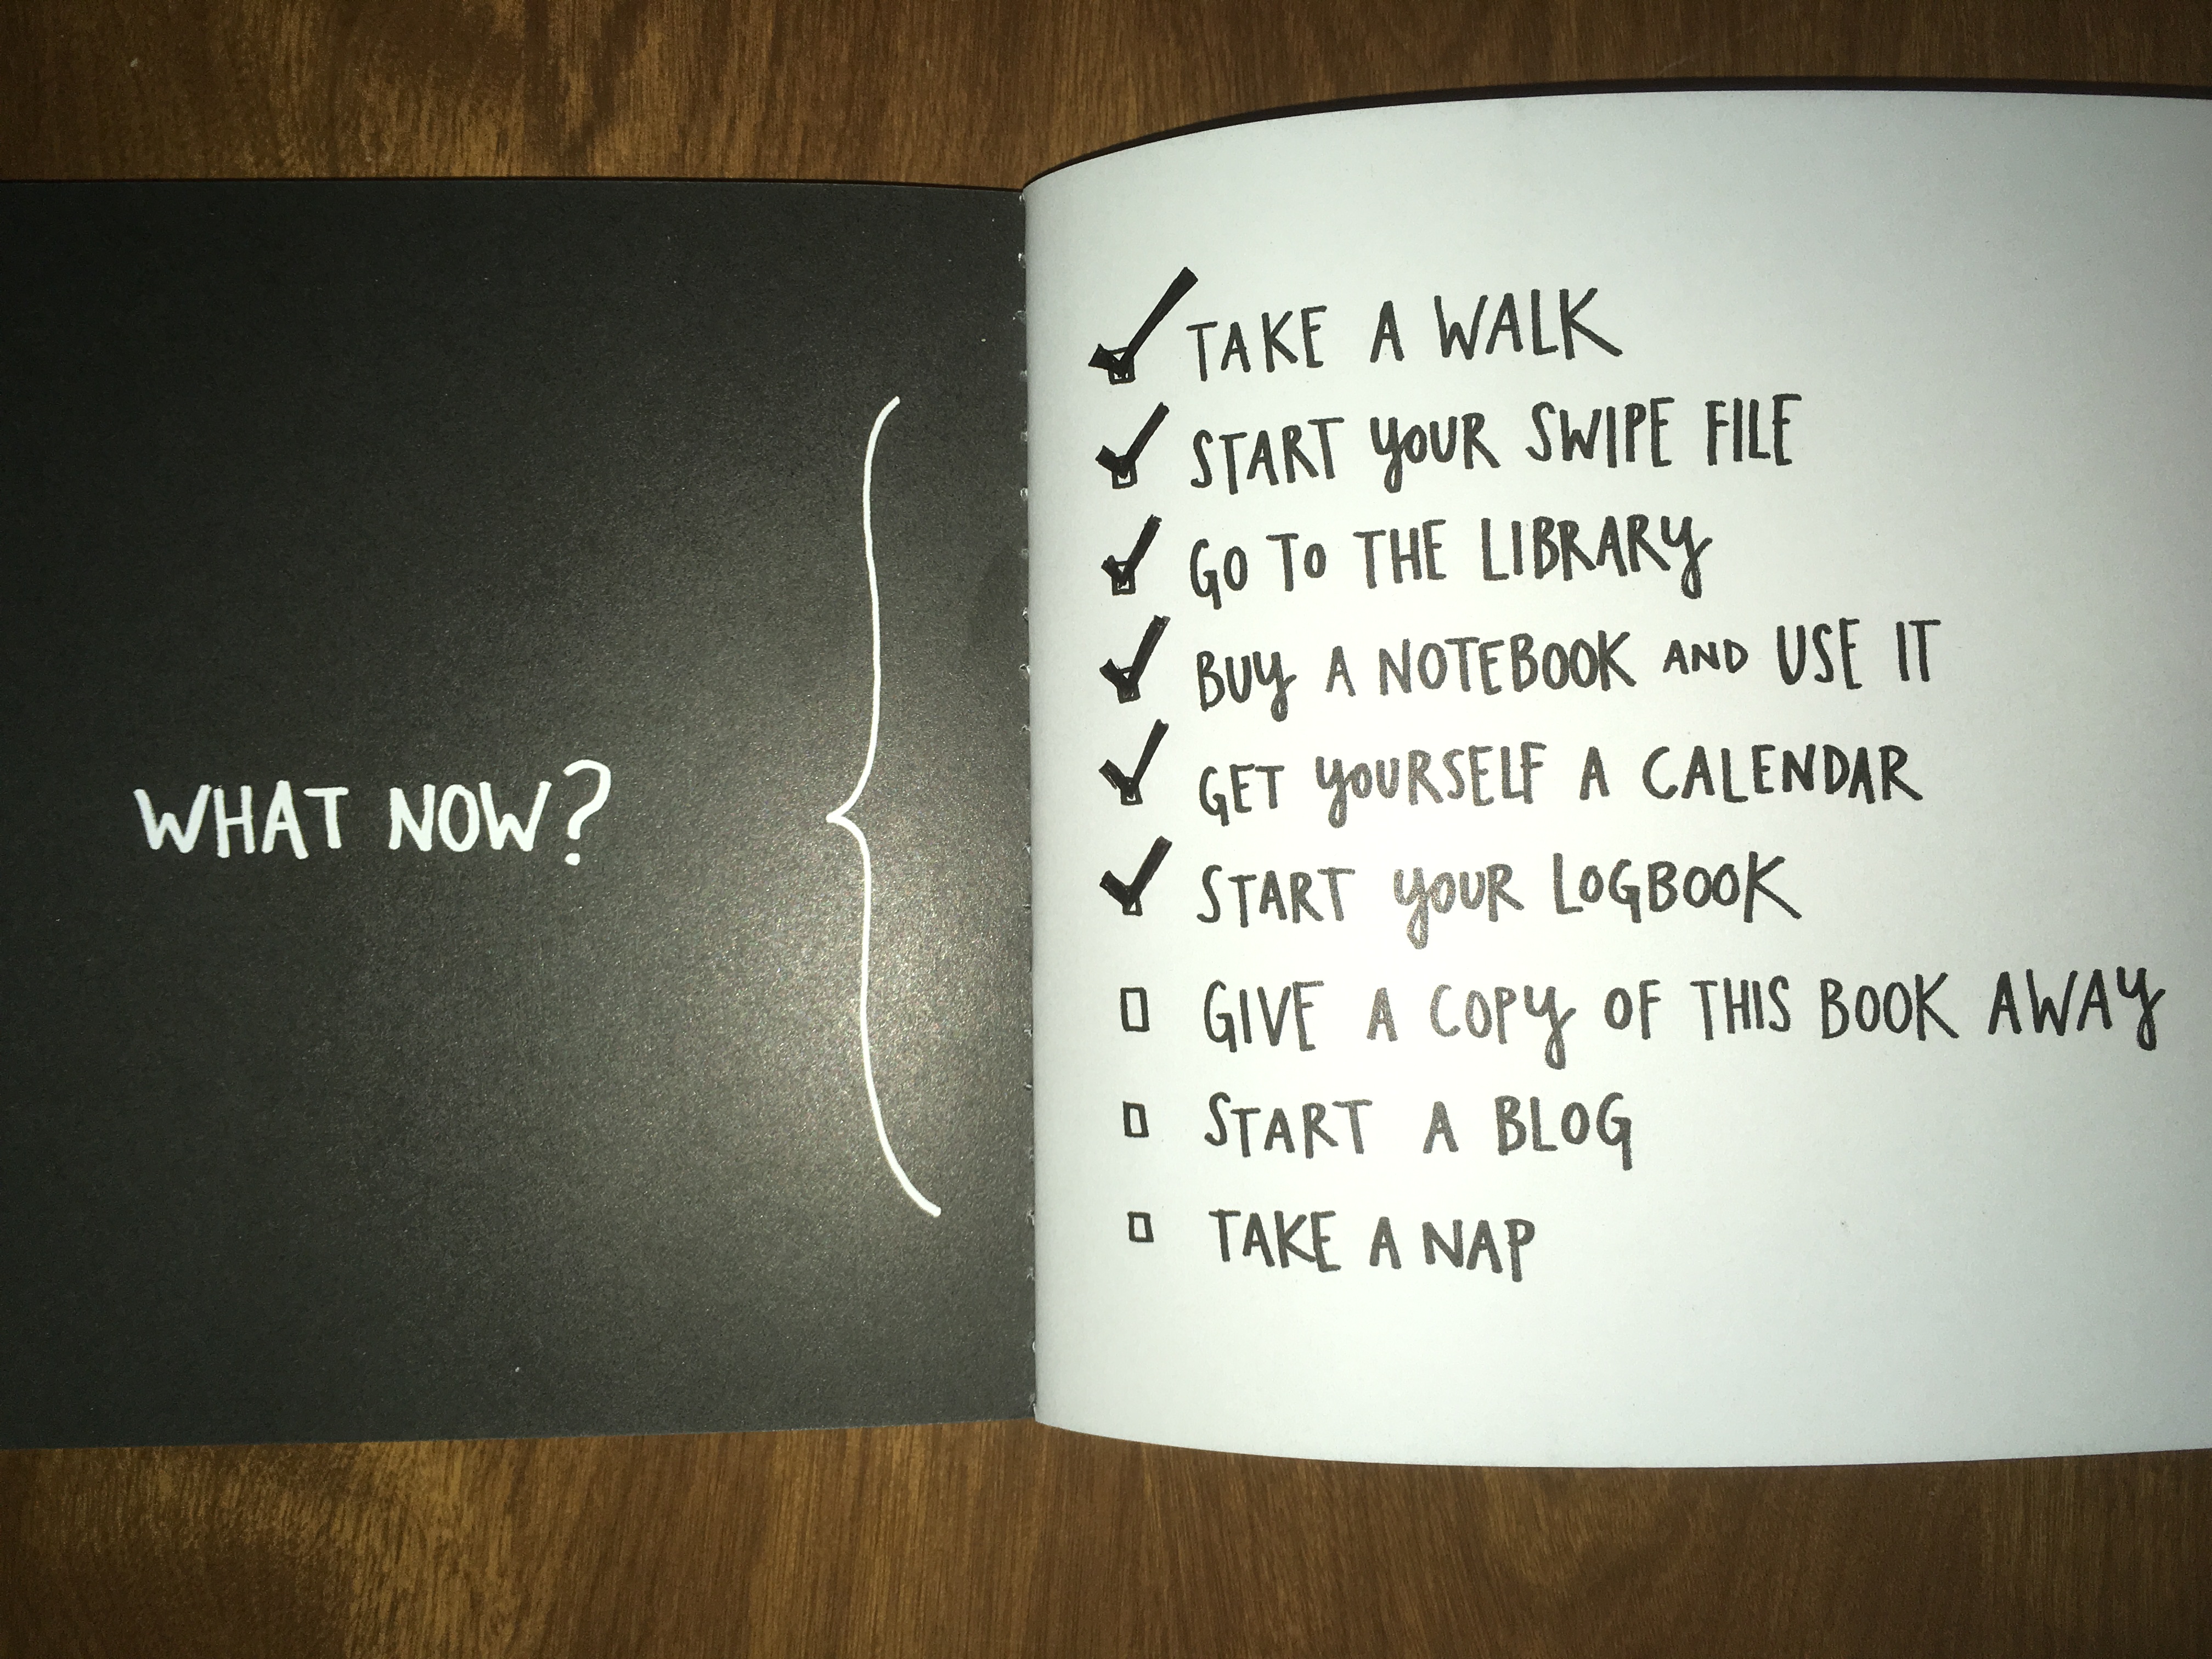 WHAT NOW?
TAKE A WALK
START YOUR SWIPE FILE
GO TO THE LIBRARY
BUY A NOTEBOOK AND USE IT
GET YOURSELF A CALENDAR
START YOUR LOGBOOK
GIVE A COPY OF THIS BOOK AWAY
START A BLOG
TAKE A NAP